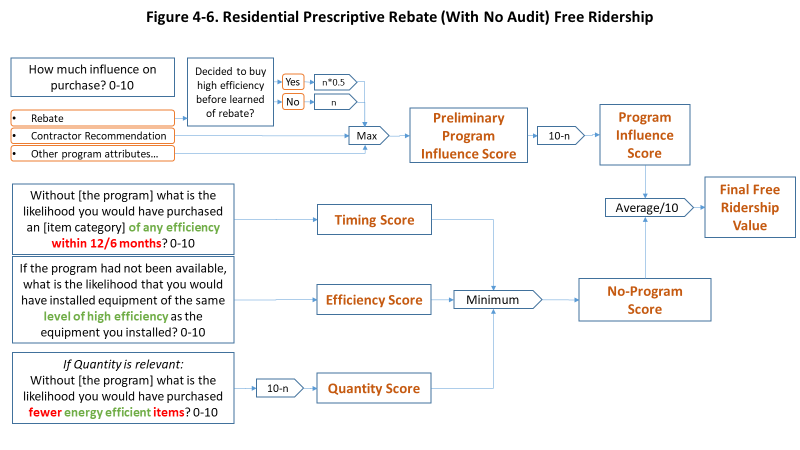 Figure 4-6. Residential Prescriptive Rebate (With No Audit) Free Ridership
How much influence on
purchase? 0-10
• Rebate
• Contractor Recommendation
• Other program attributes...
Decided to buy
high efficiency
before learned
of rebate?
Yes
n*0.5
No
n
Max
Preliminary
Program
Influence Score
10-n
Program
Influence
Score
Without [the program] what is the
likelihood you would have purchased
an [item category] of any efficiency
within 12/6 months? 0-10
Timing Score
If the program had not been available,
what is the likelihood that you would
have installed equipment of the same
level of high efficiency as the
equipment you installed? 0-10
Efficiency Score
If Quantity is relevant:
Without [the program] what is the
likelihood you would have purchased
fewer energy efficient items? 0-10
10-n
Quantity Score
Minimum
No-Program
Score
Average/10
Final Free
Ridership
Value